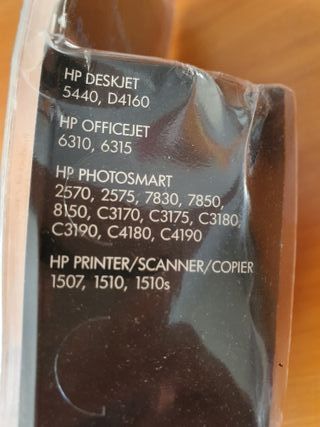 HP DESKJET
5440, D4160
HP OFFICEJET
6310, 6315
HP PHOTOSMART
2570, 2575, 7830, 7850,
8150, C3170, C3175, C3180,
C3190, C4180, C4190
HP PRINTER/SCANNER/COPIER
1507, 1510, 1510s